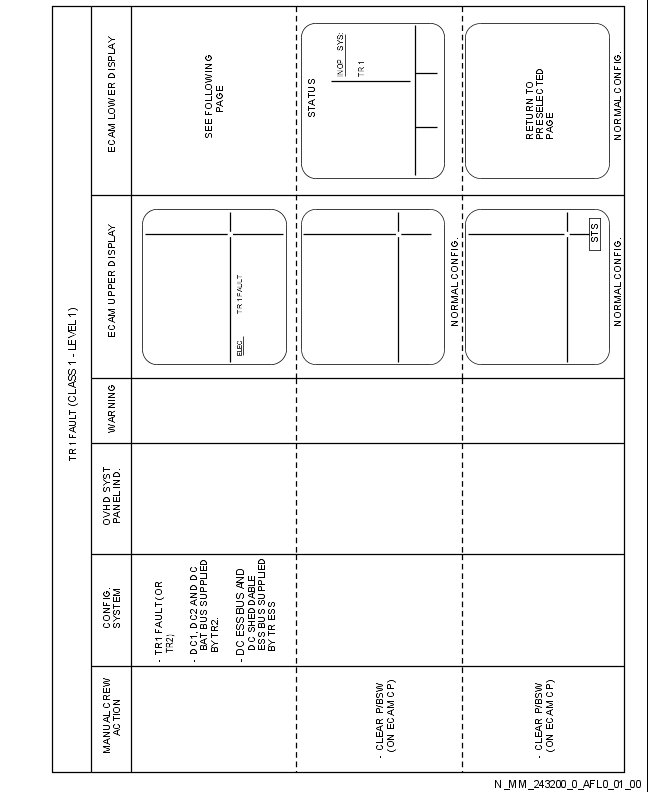 TR 1 FAULT (CLASS 1 - LEVEL 1)
MANUAL CREW
ACTION
CONFIG.
SYSTEM
OVHD SYST
PANEL IND.
WARNING
ECAM UPPER DISPLAY
ECAM LOWER DISPLAY
- TR1 FAULT (OR
TR2)
- DC1, DC2 AND DC
BAT BUS SUPPLIED
BY TR2.
- DC ESS BUS AND
DC SHEDDABLE
ESS BUS SUPPLIED
BY TR ESS
ELEC
TR 1 FAULT
SEE FOLLOWING
PAGE
- CLEAR P/BSW
(ON ECAM CP)
NORMAL CONFIG.
STATUS
INOP SYS:
TR 1
- CLEAR P/BSW
(ON ECAM CP)
STS
NORMAL CONFIG.
RETURN TO
PRESELECTED
PAGE
NORMAL CONFIG.
N_MM_243200_0_AFL0_01_00